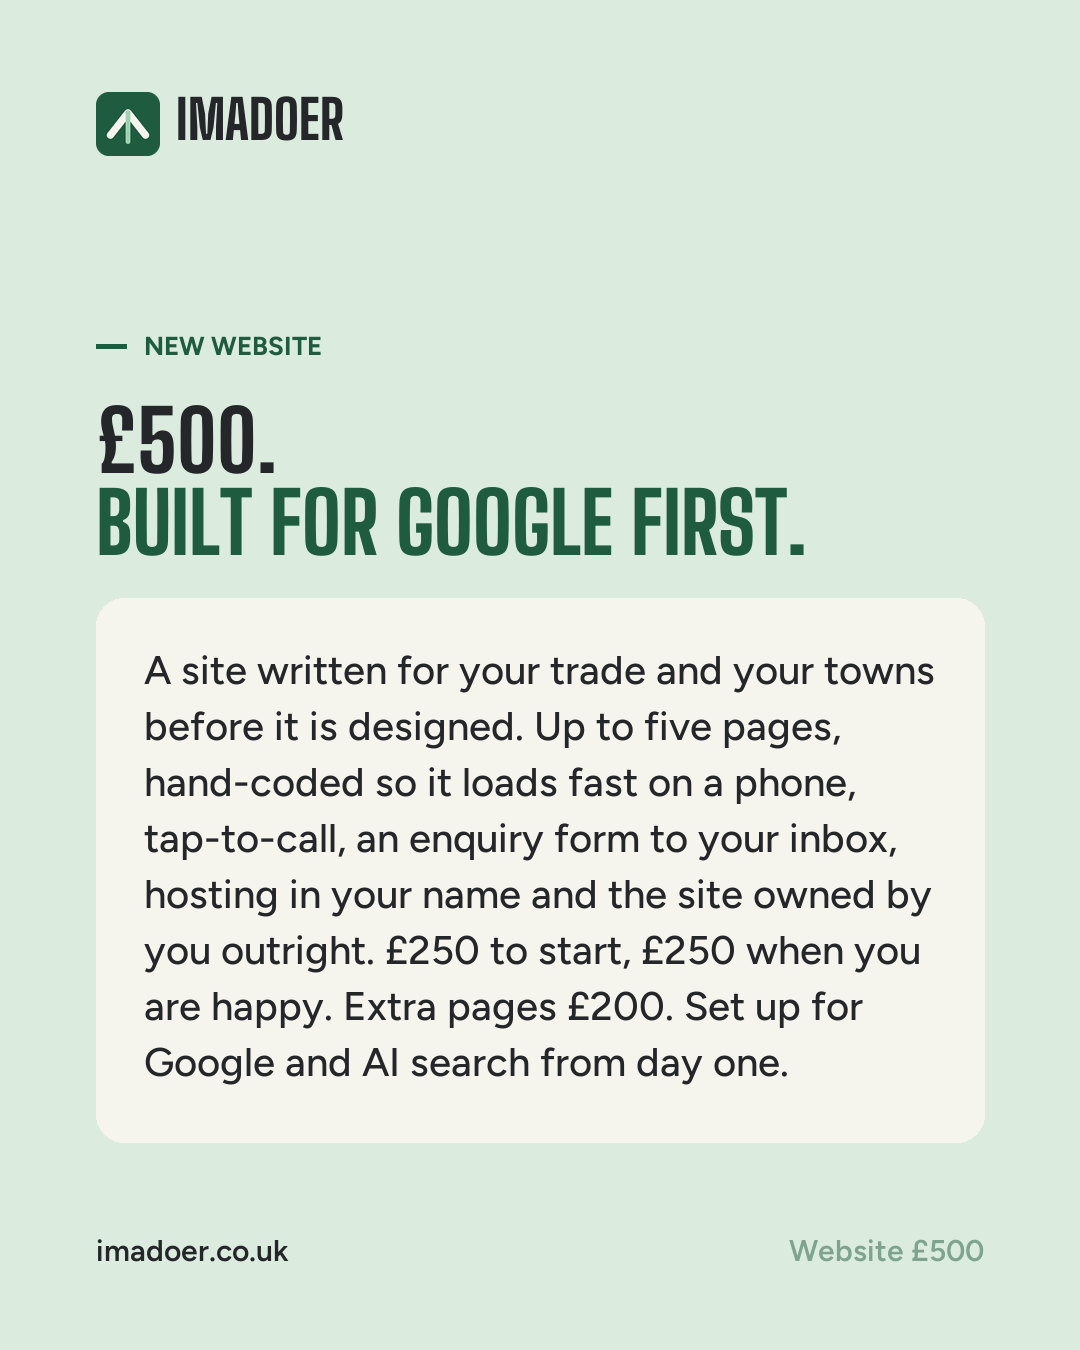 IMADOER
NEW WEBSITE
£500.
BUILT FOR GOOGLE FIRST.
A site written for your trade and your towns
before it is designed. Up to five pages,
hand-coded so it loads fast on a phone,
tap-to-call, an enquiry form to your inbox,
hosting in your name and the site owned by
you outright. £250 to start, £250 when you
are happy. Extra pages £200. Set up for
Google and AI search from day one.
imadoer.co.uk
Website £500